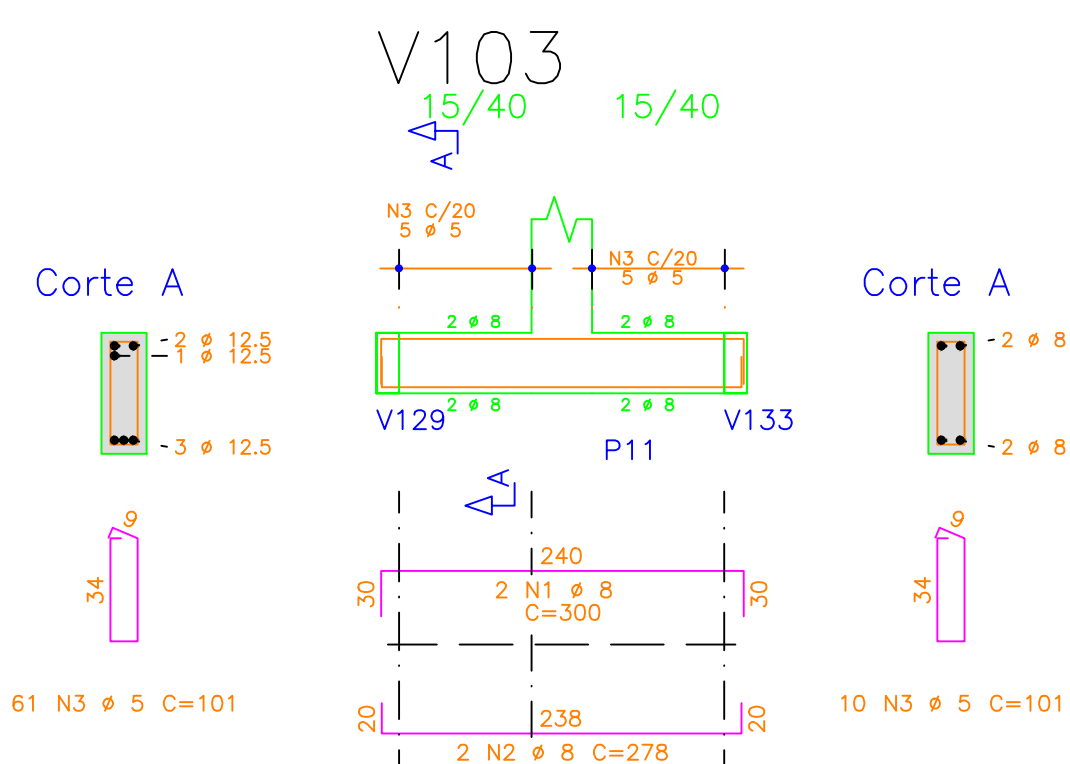 V103
15/40 15/40
A
N3 C/20
5 ø 5
N3 C/20
5 ø 5
Corte A
2 ø 12.5
1 ø 12.5
3 ø 12.5
9
34
61 N3 ø 5 C=101
2 ø 8 2 ø 8
2 ø 8 2 ø 8
V129 V133
P11
A
240
30 30
2 N1 ø 8
C=300
238
20 20
2 N2 ø 8 C=278
Corte A
2 ø 8
2 ø 8
9
34
10 N3 ø 5 C=101